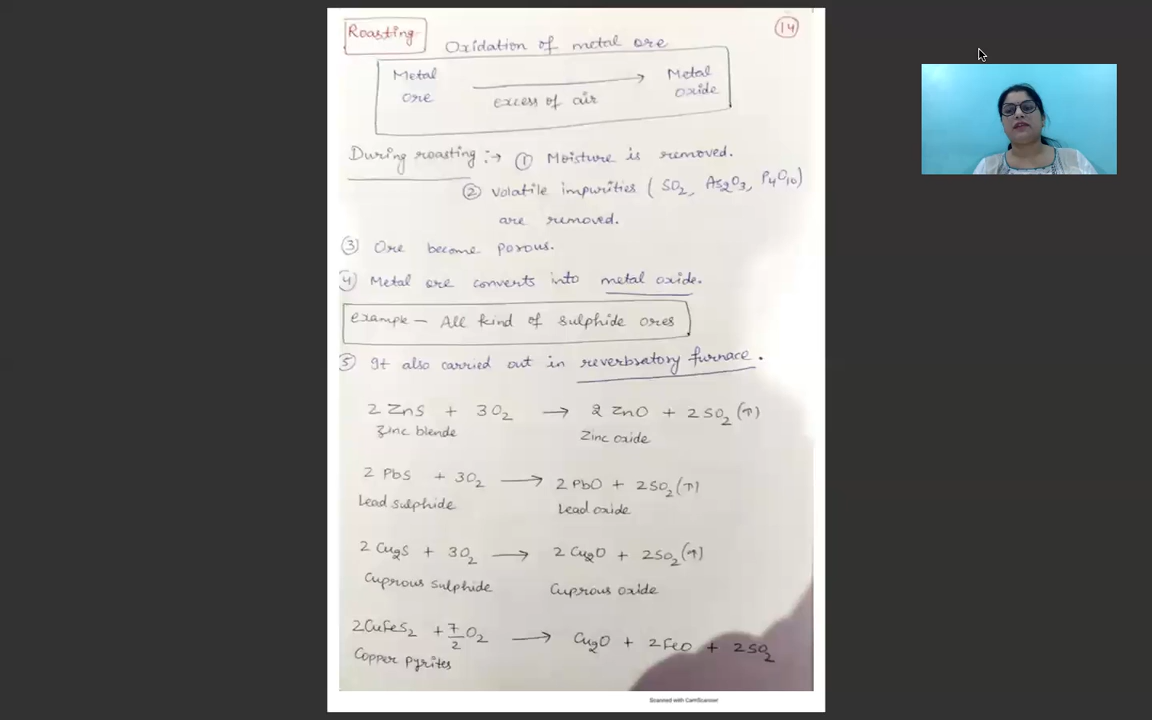 Roasting
14
Oxidation of metal ore
Metal ore → Metal oxide
excess of air
During roasting :→ ① Moisture is removed.
② Volatile impurities ( SO2, As2O3, P4O10)
are removed.
③ Ore become porous.
④ Metal ore converts into metal oxide.
example — All kind of sulphide ores
⑤ It also carried out in reverbratory furnace.
2 ZnS + 3O2 → 2 ZnO + 2SO2(↑)
Zinc blende Zinc oxide
2 PbS + 3O2 → 2 PbO + 2SO2(↑)
Lead sulphide Lead oxide
2 Cu2S + 3O2 → 2 Cu2O + 2SO2(↑)
Cuprous sulphide Cuprous oxide
2CuFeS2 + 7/2 O2 → Cu2O + 2FeO + 2SO2
Copper pyrites
Scanned with CamScanner